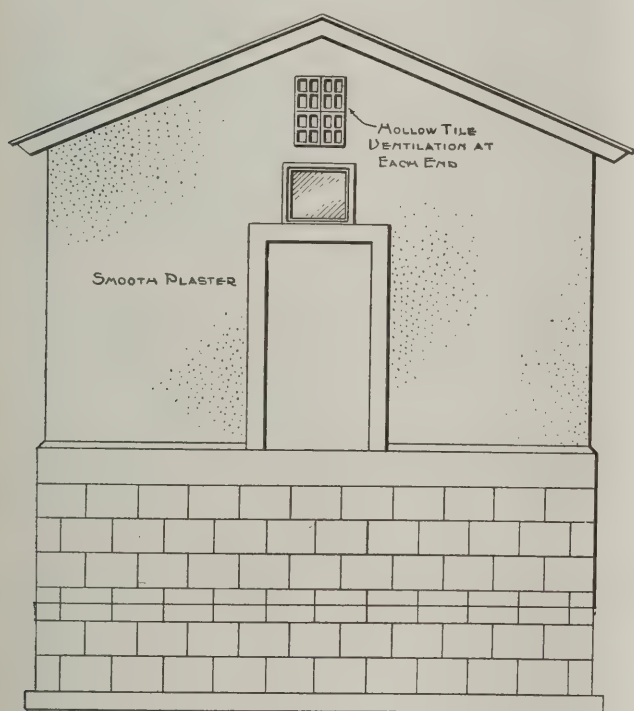 HOLLOW TILE
VENTILATION AT
EACH END
SMOOTH PLASTER